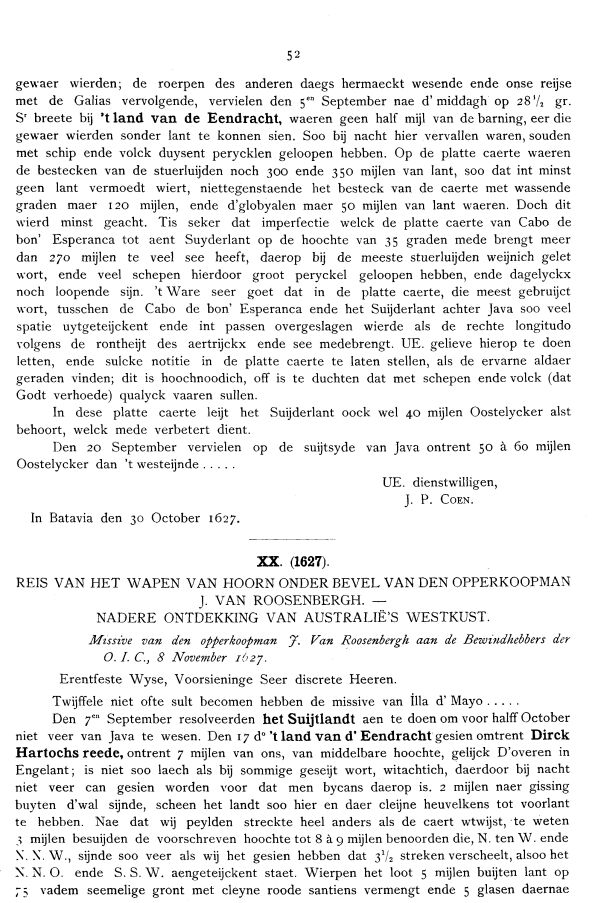 52
gewaer wierden; de roerpen des anderen daegs hermaeckt wesende ende onse reijse
met de Galias vervolgende, vervielen den 5en September nae d' middagh op 28 1/2 gr.
Sr breete bij 't land van de Eendracht, waeren geen half mijl van de barning, eer die
gewaer wierden sonder lant te konnen sien. Soo bij nacht hier vervallen waren, souden
met schip ende volck duysent perycklen geloopen hebben. Op de platte caerte waeren
de bestecken van de stuerluijden noch 300 ende 350 mijlen van lant, soo dat int minst
geen lant vermoedt wiert, niettegenstaende het besteck van de caerte met wassende
graden maer 120 mijlen, ende d'globyalen maer 50 mijlen van lant waeren. Doch dit
wierd minst geacht. Tis seker dat imperfectie welck de platte caerte van Cabo de
bon' Esperanca tot aent Suyderlant op de hoochte van 35 graden mede brengt meer
dan 270 mijlen te veel see heeft, daerop bij de meeste stuerluijden weijnich gelet
wort, ende veel schepen hierdoor groot peryckel geloopen hebben, ende dagelyckx
noch loopende sijn. 't Ware seer goet dat in de platte caerte, die meest gebruijct
wort, tusschen de Cabo de bon' Esperanca ende het Suijderlant achter Java soo veel
spatie uytgeteijckent ende int passen overgeslagen wierde als de rechte longitudo
volgens de rontheijt des aertrijckx ende see medebrengt. UE. gelieve hierop te doen
letten, ende sulcke notitie in de platte caerte te laten stellen, als de ervarne aldaer
geraden vinden; dit is hoochnoodich, off is te duchten dat met schepen ende volck (dat
Godt verhoede) qualyck vaaren sullen.
In dese platte caerte leijt het Suijderlant oock wel 40 mijlen Oostelycker alst
behoort, welck mede verbetert dient.
Den 20 September vervielen op de suijtsyde van Java ontrent 50 à 60 mijlen
Oostelycker dan 't westeijnde . . . . .
UE. dienstwilligen,
J. P. COEN.
In Batavia den 30 October 1627.
XX. (1627).
REIS VAN HET WAPEN VAN HOORN ONDER BEVEL VAN DEN OPPERKOOPMAN
J. VAN ROOSENBERGH. —
NADERE ONTDEKKING VAN AUSTRALIË'S WESTKUST.
Missive van den opperkoopman J. Van Roosenbergh aan de Bewindhebbers der
O. I. C., 8 November 1627.
Erentfeste Wyse, Voorsieninge Seer discrete Heeren.
Twijffele niet ofte sult becomen hebben de missive van illa d' Mayo . . . . .
Den 7en September resolveerden het Suijtlandt aen te doen om voor halff October
niet veer van Java te wesen. Den 17 do 't land van d' Eendracht gesien omtrent Dirck
Hartochs reede, ontrent 7 mijlen van ons, van middelbare hoochte, gelijck D'overen in
Engelant; is niet soo laech als bij sommige geseijt wort, witachtich, daerdoor bij nacht
niet veer can gesien worden voor dat men bycans daerop is. 2 mijlen naer gissing
buyten d'wal sijnde, scheen het landt soo hier en daer cleijne heuvelkens tot voorlant
te hebben. Nae dat wij peylden streckte heel anders als de caert wtwijst, te weten
3 mijlen besuijden de voorschreven hoochte tot 8 à 9 mijlen benoorden die, N. ten W. ende
N. N. W., sijnde soo veer als wij het gesien hebben dat 3 1/2 streken verscheelt, alsoo het
N. N. O. ende S. S. W. aengeteijckent staet. Wierpen het loot 5 mijlen buijten lant op
75 vadem seemelige gront met cleyne roode santiens vermengt ende 5 glasen daernae